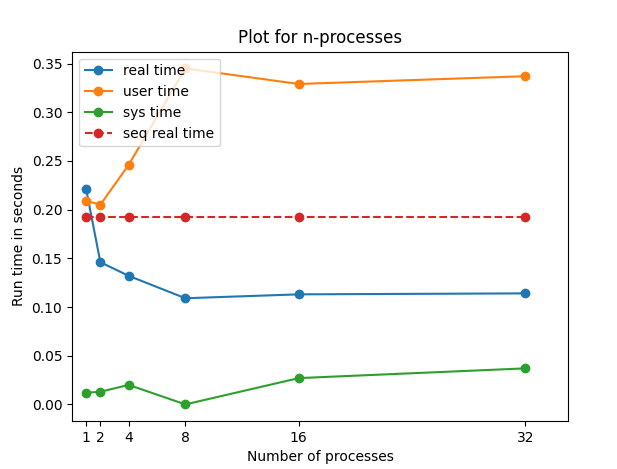 Plot for n-processes
real time
user time
sys time
seq real time
0.35
0.30
0.25
0.20
0.15
0.10
0.05
0.00
Run time in seconds
1 2 4 8 16 32
Number of processes